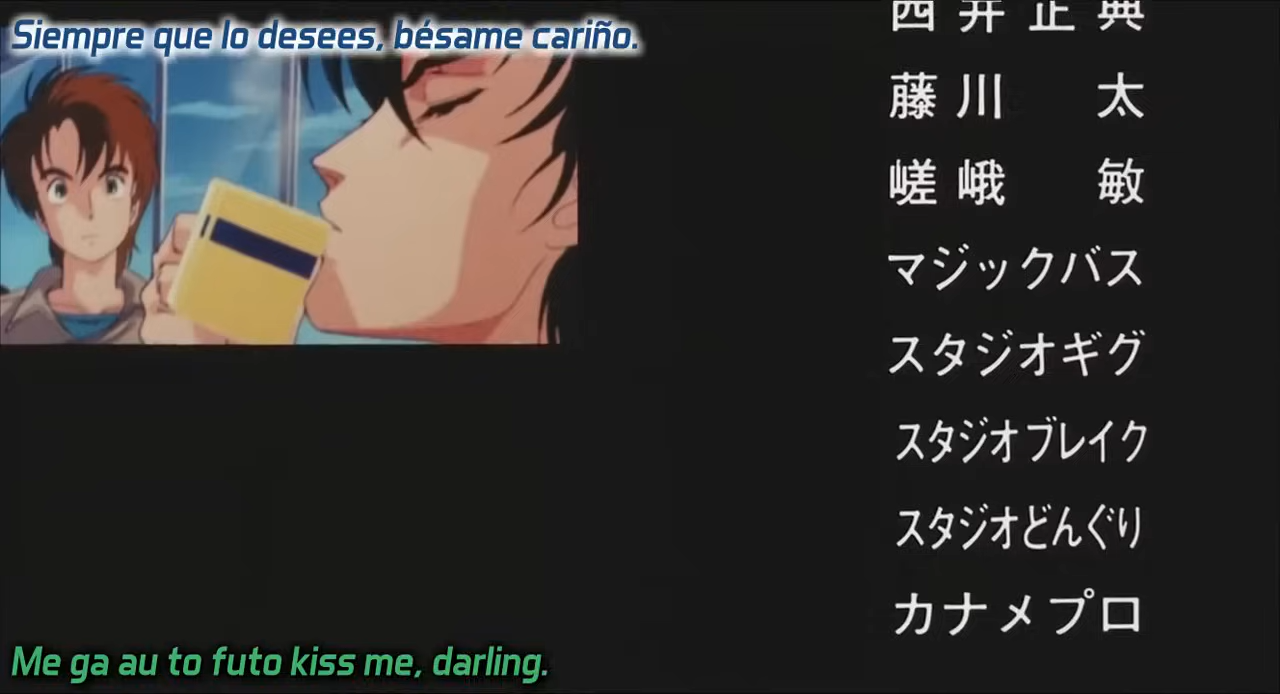 Siempre que lo desees, bésame cariño.
西井正典
藤川 太
嵯峨 敏
マジックバス
スタジオギグ
スタジオブレイク
スタジオどんぐり
カナメプロ
Me ga au to futo kiss me, darling.